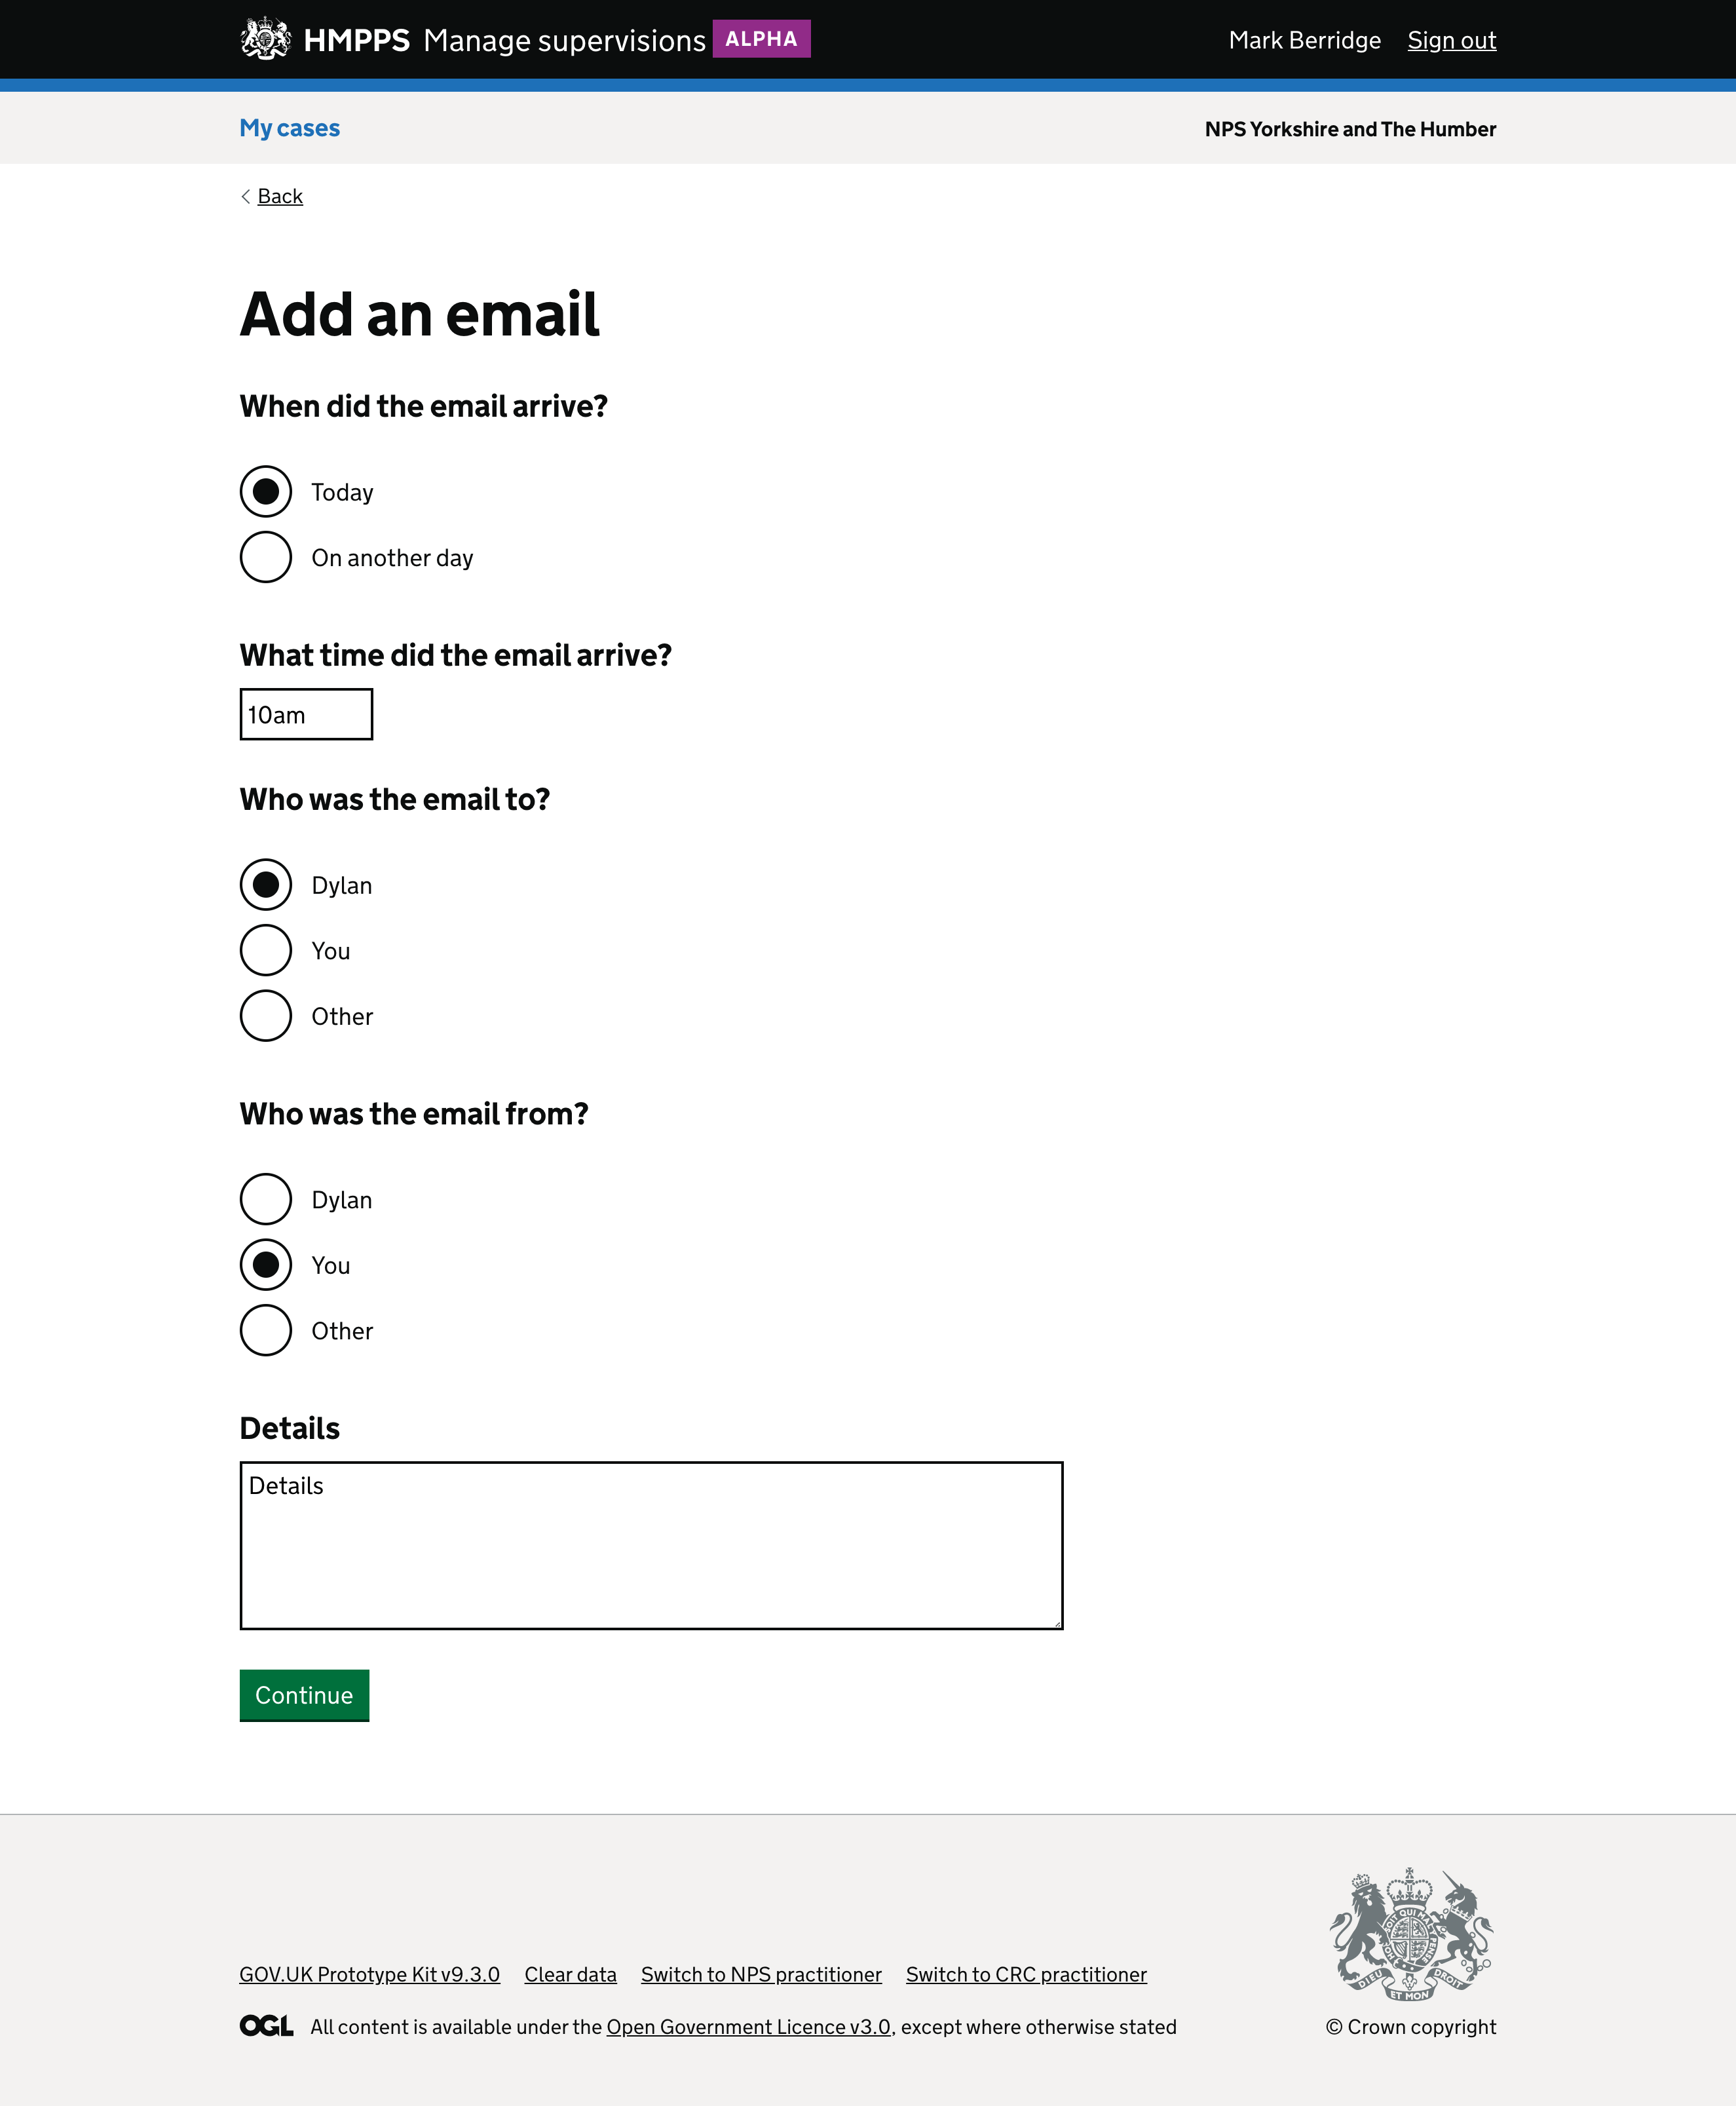 HMPPS Manage supervisions ALPHA Mark Berridge Sign out
My cases NPS Yorkshire and The Humber
Back
Add an email
When did the email arrive?
Today
On another day
What time did the email arrive?
10am
Who was the email to?
Dylan
You
Other
Who was the email from?
Dylan
You
Other
Details
Details
Continue
GOV.UK Prototype Kit v9.3.0 Clear data Switch to NPS practitioner Switch to CRC practitioner
DIEU ET MON DROIT
OGL All content is available under the Open Government Licence v3.0, except where otherwise stated
© Crown copyright